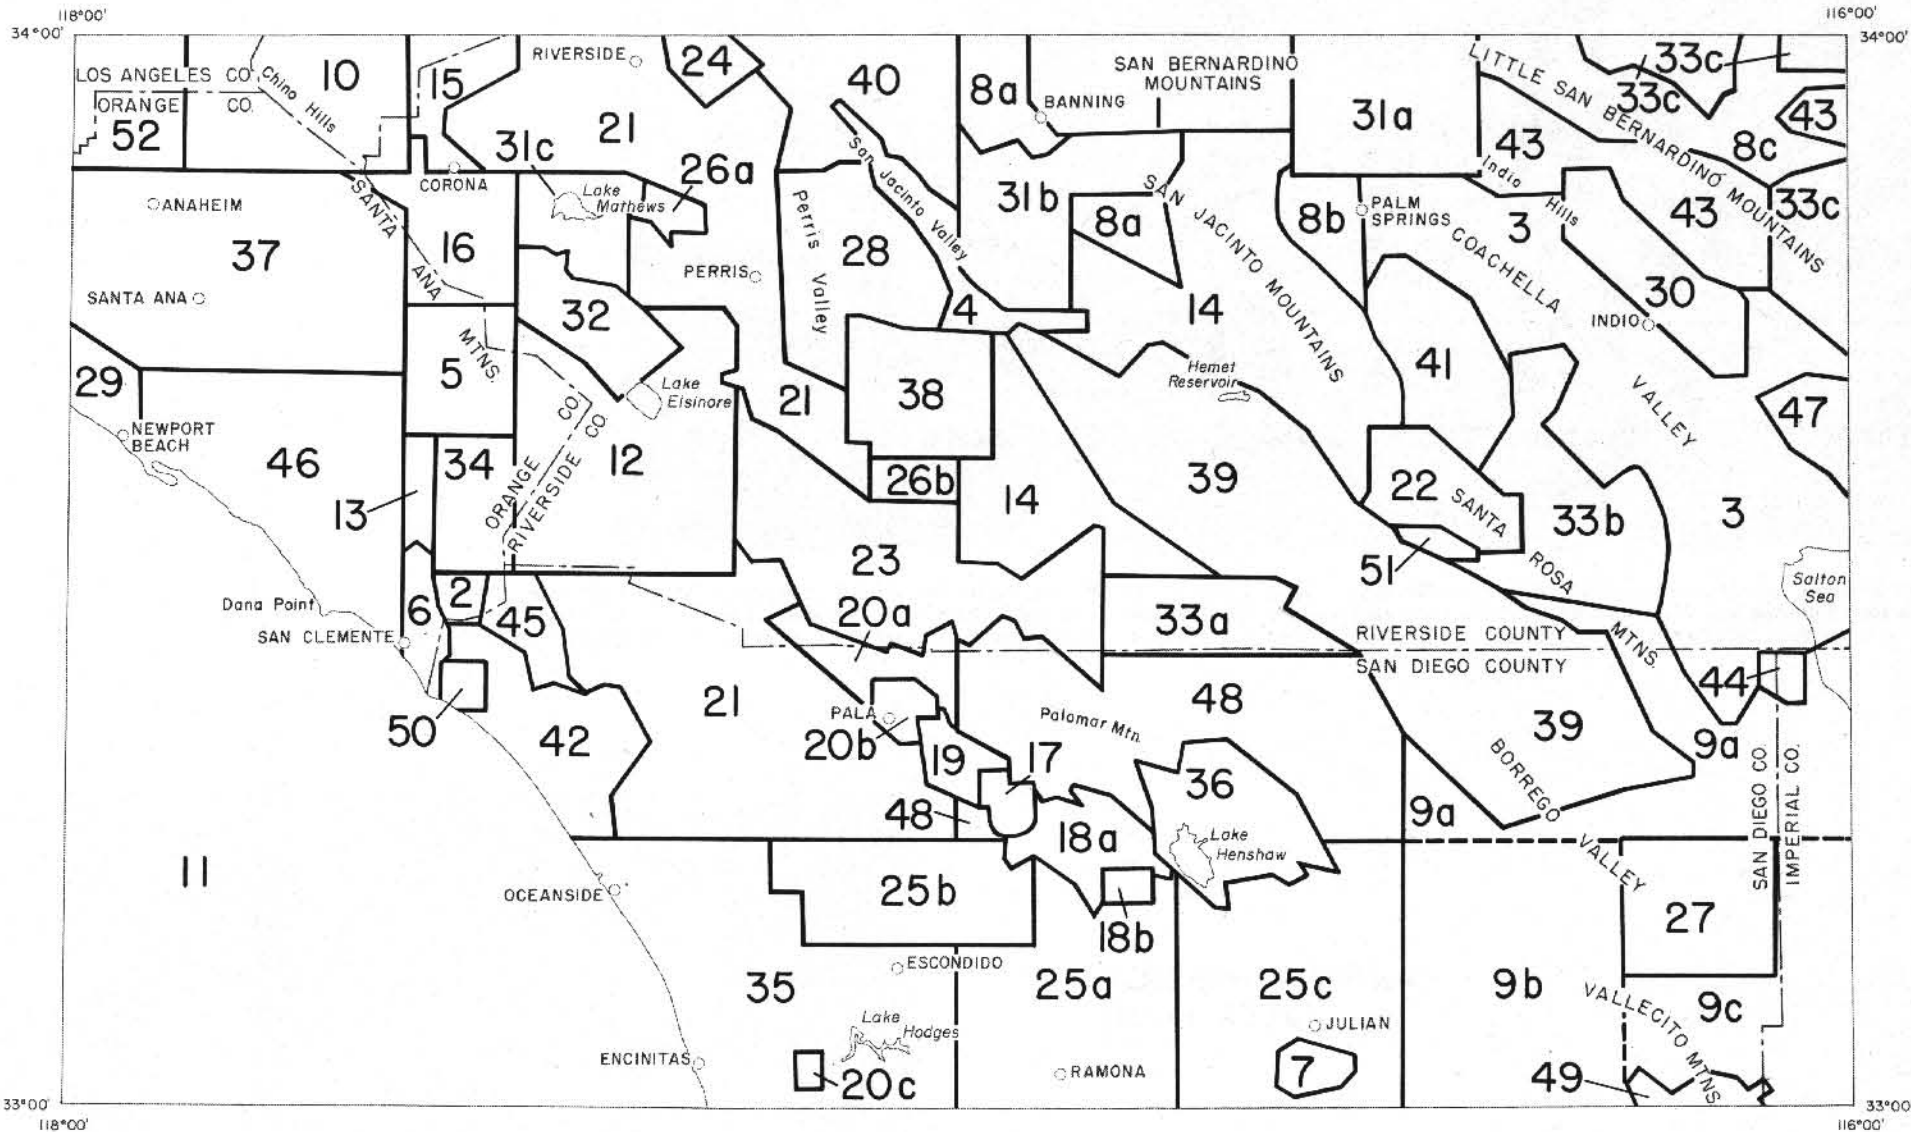 118°00'
116°00'
34°00'
34°00'
LOS ANGELES CO.
ORANGE CO.
52
Chino Hills
10
15
RIVERSIDE
24
40
8a
BANNING
SAN BERNARDINO
MOUNTAINS
31a
LITTLE SAN BERNARDINO MOUNTAINS
33c
33c
43
8c
43
21
31c
26a
CORONA
Lake
Mathews
San Jacinto Valley
31b
8a
SAN JACINTO MOUNTAINS
8b
PALM
SPRINGS
Indio Hills
3
43
33c
ANAHEIM
37
SANTA ANA MTNS.
16
PERRIS
Perris Valley
28
COACHELLA VALLEY
30
SANTA ANA
32
4
14
INDIO
41
29
5
Lake
Elsinore
21
38
Hemet
Reservoir
47
NEWPORT
BEACH
46
34
ORANGE CO.
RIVERSIDE CO.
12
26b
14
39
22
SANTA ROSA MTNS.
33b
3
13
23
51
Salton
Sea
Dana Point
6
2
45
20a
33a
SAN CLEMENTE
RIVERSIDE COUNTY
SAN DIEGO COUNTY
44
50
42
21
PALA
20b
Palomar Mtn.
48
39
9a
19
17
36
BORREGO VALLEY
SAN DIEGO CO.
IMPERIAL CO.
48
18a
9a
Lake
Henshaw
11
OCEANSIDE
25b
18b
27
ESCONDIDO
35
25a
25c
9b
VALLECITO MTNS
9c
Lake
Hodges
JULIAN
ENCINITAS
20c
RAMONA
7
49
33°00'
33°00'
118°00'
116°00'